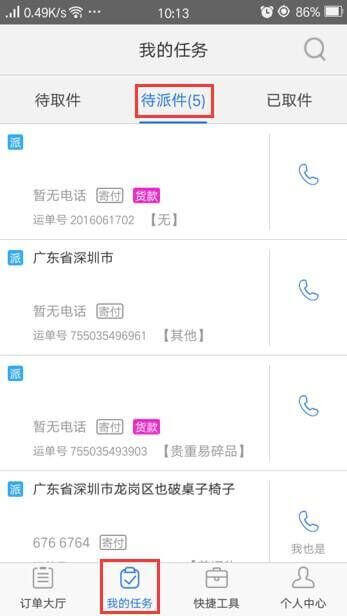 0.49K/s ... 10:13 86%
我的任务
待取件 待派件(5) 已取件
派
暂无电话 寄付 货款
运单号 2016061702 【无】
派 广东省深圳市
暂无电话 寄付
运单号 755035496961 【其他】
派
暂无电话 寄付 货款
运单号 755035493903 【贵重易碎品】
派 广东省深圳市龙岗区也破桌子椅子
676 6764 寄付
我也是
订单大厅 我的任务 快捷工具 个人中心